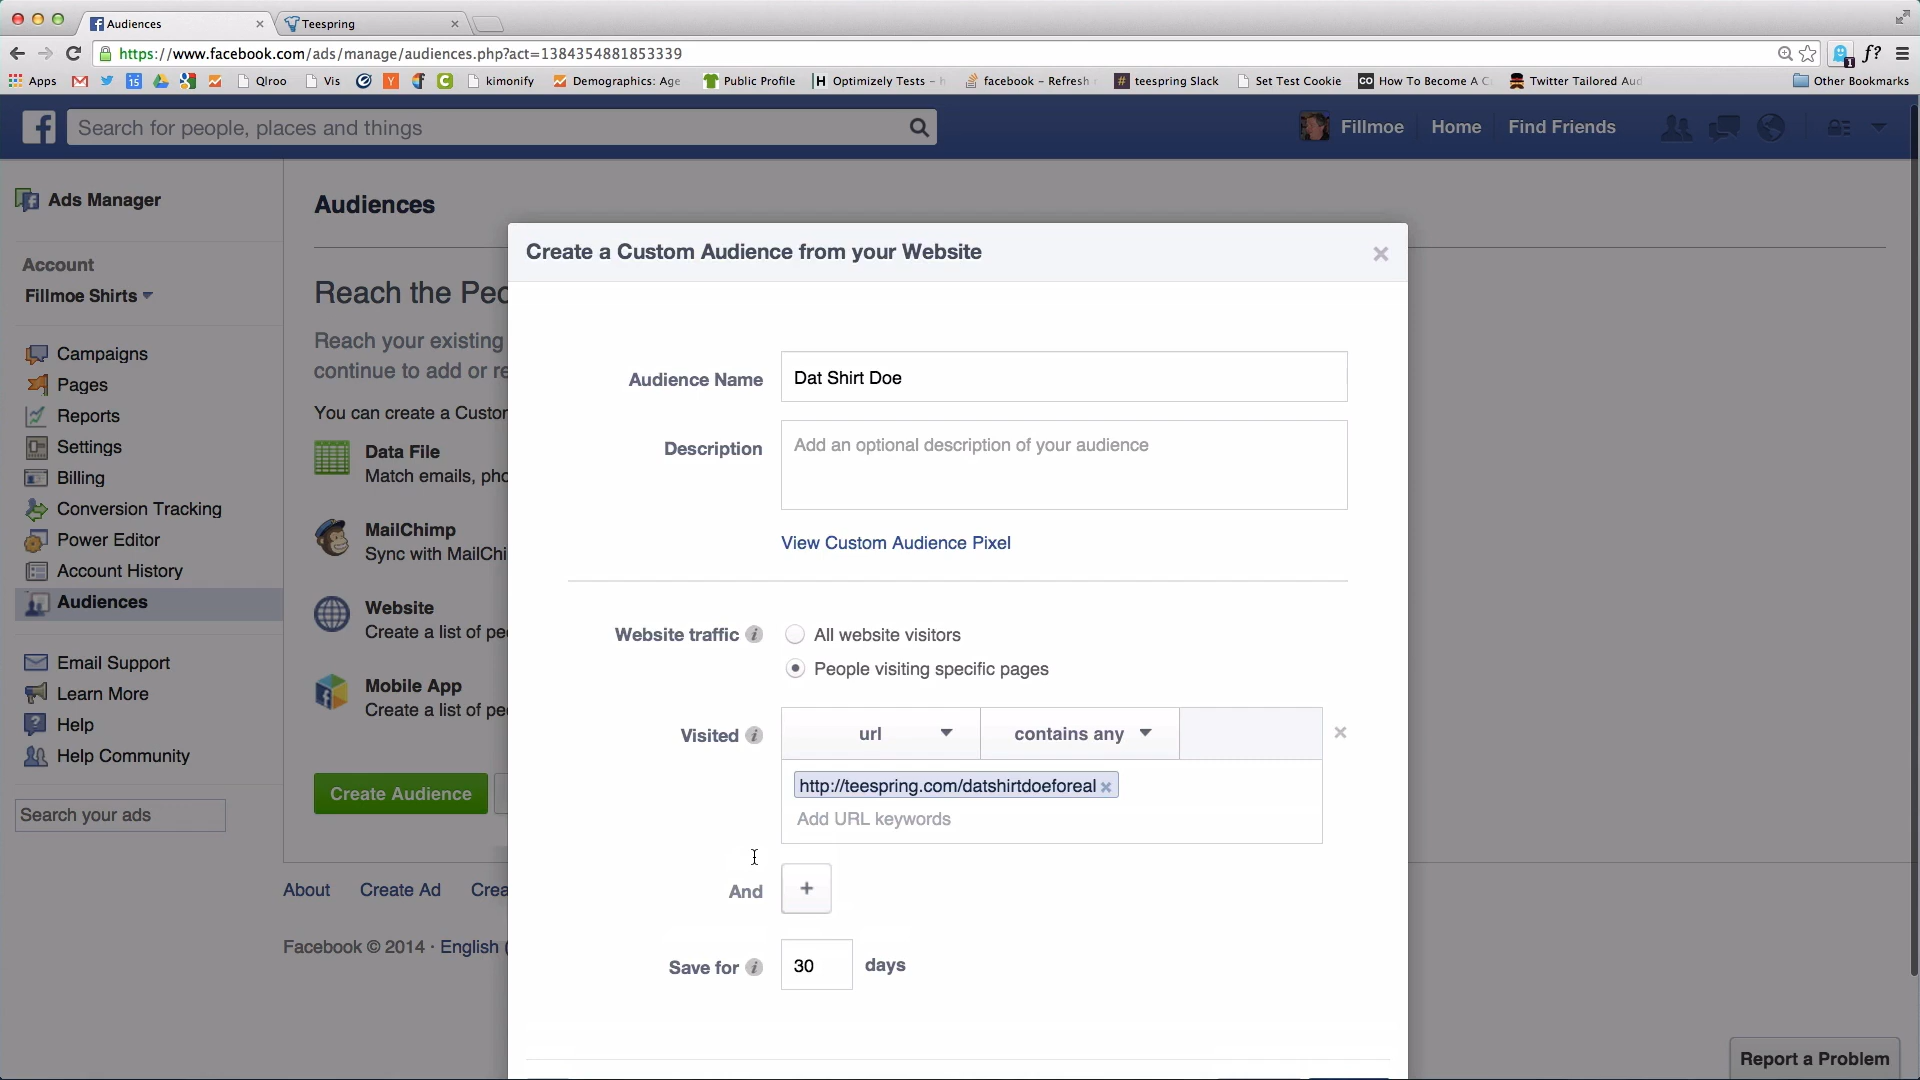 Audiences
Teespring
https://www.facebook.com/ads/manage/audiences.php?act=1384354881853339
Apps
15
Qlroo
Vis
kimonify
Demographics: Age
Public Profile
Optimizely Tests –
facebook – Refresh
teespring Slack
Set Test Cookie
CO How To Become A C
Twitter Tailored Aud
Other Bookmarks
Search for people, places and things
Fillmoe
Home
Find Friends
Ads Manager
Account
Fillmoe Shirts
Campaigns
Pages
Reports
Settings
Billing
Conversion Tracking
Power Editor
Account History
Audiences
Email Support
Learn More
Help
Help Community
Search your ads
Audiences
Reach the Peo
Reach your existing
continue to add or re
You can create a Custor
Data File
Match emails, pho
MailChimp
Sync with MailChi
Website
Create a list of pe
Mobile App
Create a list of pe
Create Audience
About
Create Ad
Crea
Facebook © 2014 · English (
Create a Custom Audience from your Website
Audience Name
Dat Shirt Doe
Description
Add an optional description of your audience
View Custom Audience Pixel
Website traffic
All website visitors
People visiting specific pages
Visited
url
contains any
http://teespring.com/datshirtdoeforeal
Add URL keywords
And
+
Save for
30
days
Report a Problem